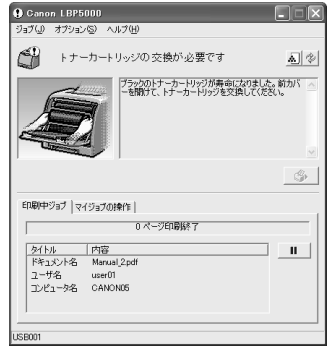 Canon LBP5000
ジョブ(J) オプション(S) ヘルプ(H)
トナーカートリッジの交換が必要です
ブラックのトナーカートリッジが寿命になりました。前カバ
ーを開けて、トナーカートリッジを交換してください。
印刷中ジョブ マイジョブの操作
0 ページ印刷終了
タイトル 内容
ドキュメント名 Manual_2.pdf
ユーザ名 user01
コンピュータ名 CANON05
USB001